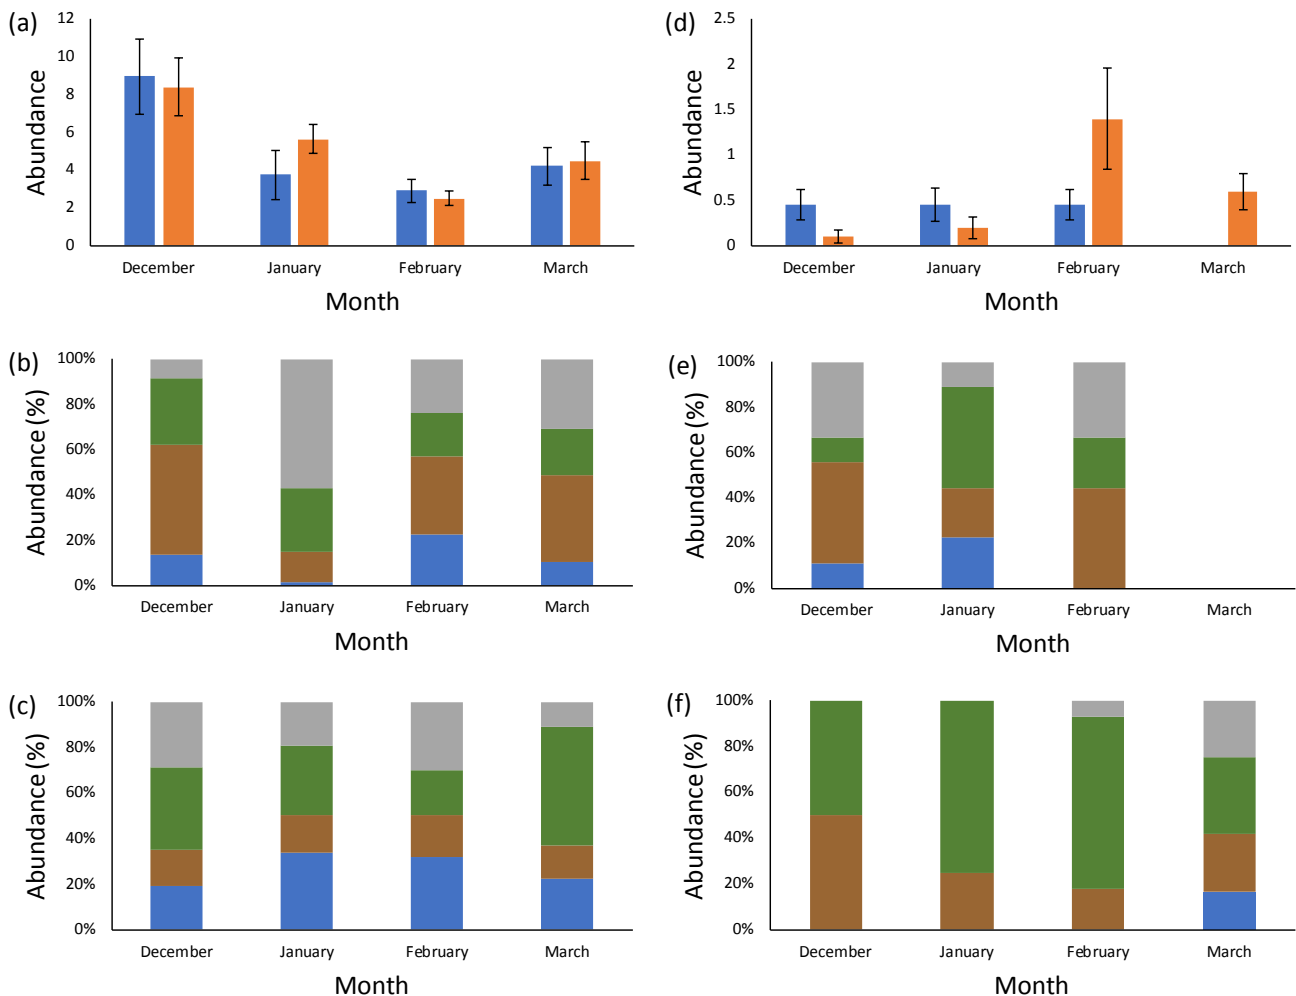 (a)
Abundance
12
10
8
6
4
2
0
December January February March
Month
(d)
Abundance
2.5
2
1.5
1
0.5
0
December January February March
Month
(b)
Abundance (%)
100%
80%
60%
40%
20%
0%
December January February March
Month
(e)
Abundance (%)
100%
80%
60%
40%
20%
0%
December January February March
Month
(c)
Abundance (%)
100%
80%
60%
40%
20%
0%
December January February March
Month
(f)
Abundance (%)
100%
80%
60%
40%
20%
0%
December January February March
Month